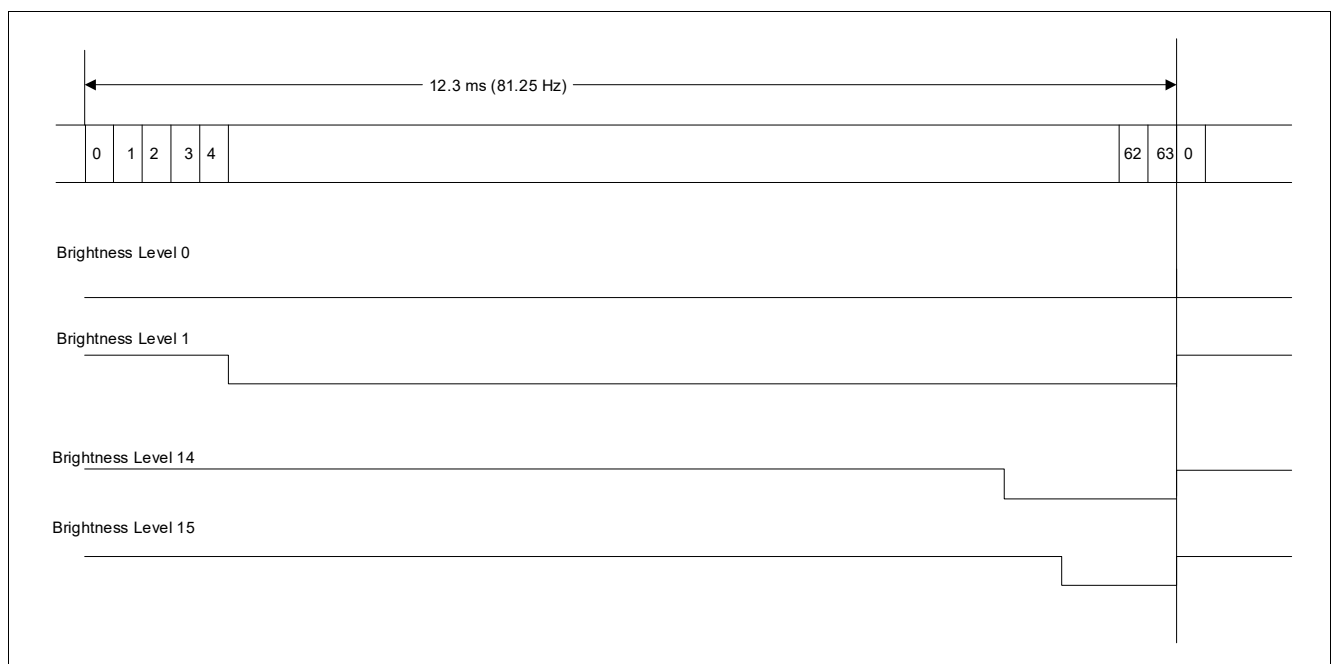 12.3 ms (81.25 Hz)
0 1 2 3 4 62 63 0
Brightness Level 0
Brightness Level 1
Brightness Level 14
Brightness Level 15